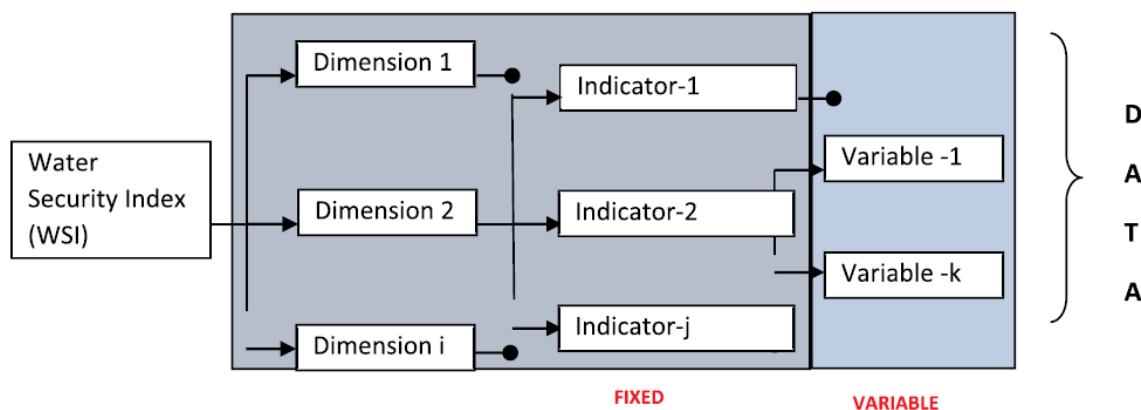 Water
Security Index
(WSI)
Dimension 1
Dimension 2
Dimension i
Indicator-1
Indicator-2
Indicator-j
Variable -1
Variable -k
D
A
T
A
FIXED
VARIABLE